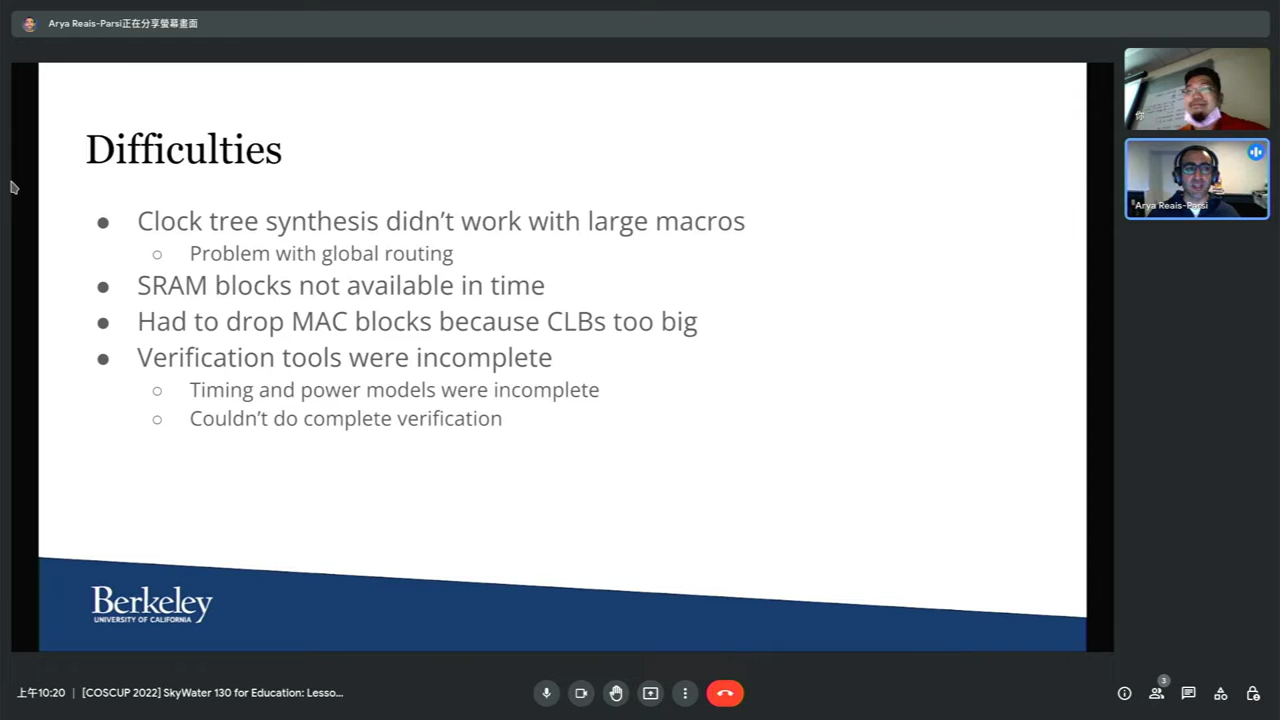 Arya Reais-Parsi正在分享螢幕畫面
Difficulties
● Clock tree synthesis didn't work with large macros
○ Problem with global routing
● SRAM blocks not available in time
● Had to drop MAC blocks because CLBs too big
● Verification tools were incomplete
○ Timing and power models were incomplete
○ Couldn't do complete verification
Berkeley
UNIVERSITY OF CALIFORNIA
你
Arya Reais-Parsi
上午10:20 | [COSCUP 2022] SkyWater 130 for Education: Lesso...
3